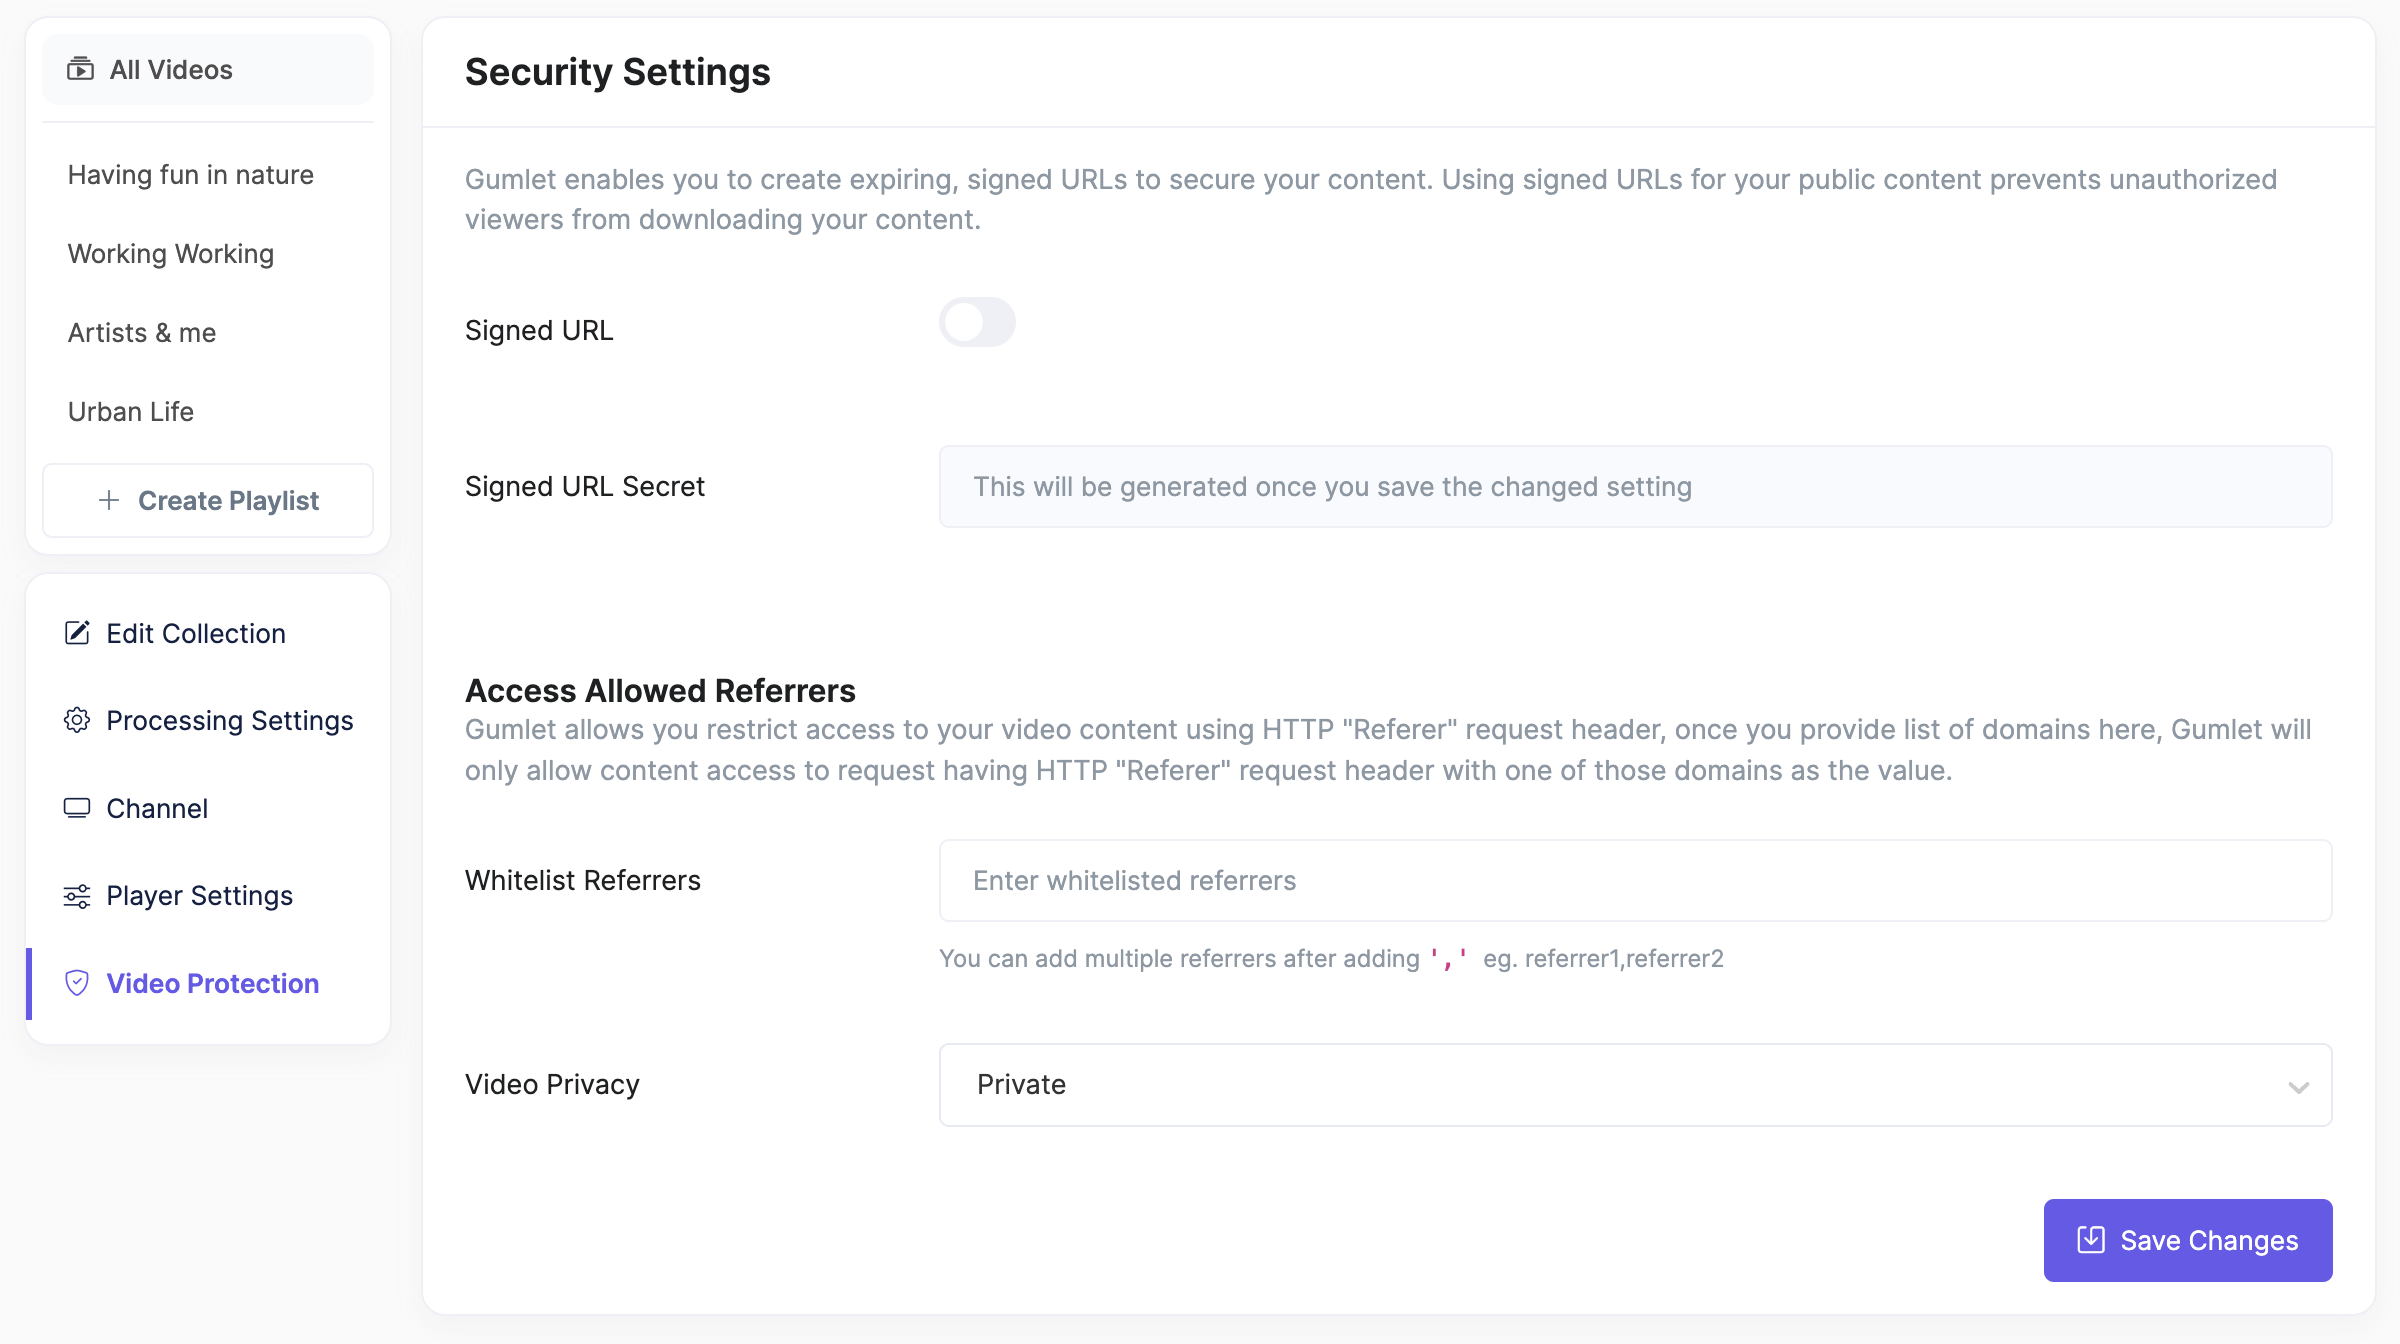 All Videos
Having fun in nature
Working Working
Artists & me
Urban Life
Create Playlist
Edit Collection
Processing Settings
Channel
Player Settings
Video Protection
Security Settings
Gumlet enables you to create expiring, signed URLs to secure your content. Using signed URLs for your public content prevents unauthorized
viewers from downloading your content.
Signed URL
Signed URL Secret
This will be generated once you save the changed setting
Access Allowed Referrers
Gumlet allows you restrict access to your video content using HTTP "Referer" request header, once you provide list of domains here, Gumlet will
only allow content access to request having HTTP "Referer" request header with one of those domains as the value.
Whitelist Referrers
Enter whitelisted referrers
You can add multiple referrers after adding ',' eg. referrer1,referrer2
Video Privacy
Private
Save Changes